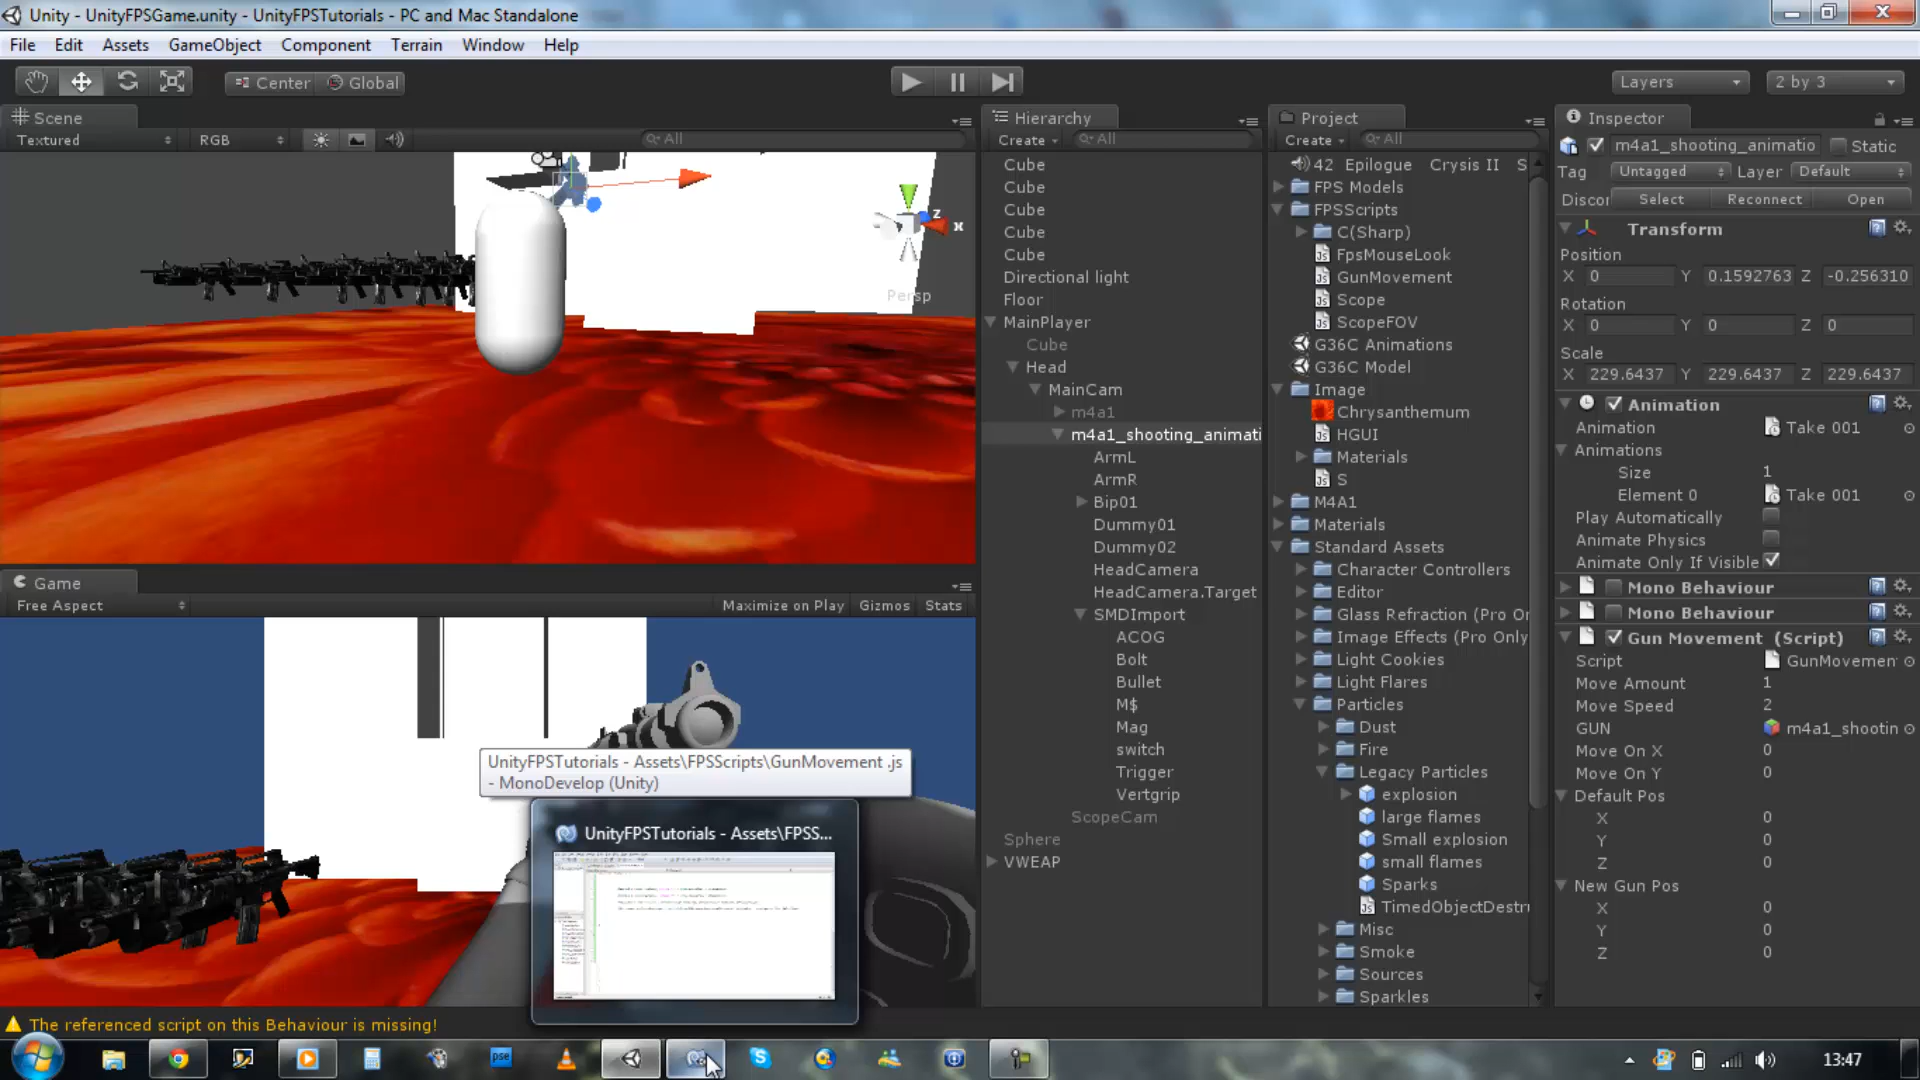 Unity - UnityFPSGame.unity - UnityFPSTutorials - PC and Mac Standalone
File Edit Assets GameObject Component Terrain Window Help
Center Global
Layers 2 by 3
Scene
Textured RGB All
Persp
Z
X
Game
Free Aspect Maximize on Play Gizmos Stats
UnityFPSTutorials - Assets\FPSScripts\GunMovement .js
- MonoDevelop (Unity)
UnityFPSTutorials - Assets\FPSS...
Hierarchy
Create All
Cube
Cube
Cube
Cube
Cube
Directional light
Floor
MainPlayer
Cube
Head
MainCam
m4a1
m4a1_shooting_animati
ArmL
ArmR
Bip01
Dummy01
Dummy02
HeadCamera
HeadCamera.Target
SMDImport
ACOG
Bolt
Bullet
M$
Mag
switch
Trigger
Vertgrip
ScopeCam
Sphere
VWEAP
Project
Create All
42 Epilogue Crysis II S
FPS Models
FPSScripts
C(Sharp)
FpsMouseLook
GunMovement
Scope
ScopeFOV
G36C Animations
G36C Model
Image
Chrysanthemum
HGUI
Materials
S
M4A1
Materials
Standard Assets
Character Controllers
Editor
Glass Refraction (Pro Or
Image Effects (Pro Only
Light Cookies
Light Flares
Particles
Dust
Fire
Legacy Particles
explosion
large flames
Small explosion
small flames
Sparks
TimedObjectDestru
Misc
Smoke
Sources
Sparkles
Inspector
m4a1_shooting_animatio Static
Tag Untagged Layer Default
Discor Select Reconnect Open
Transform
Position
X 0 Y 0.1592763 Z -0.256310
Rotation
X 0 Y 0 Z 0
Scale
X 229.6437 Y 229.6437 Z 229.6437
Animation
Animation Take 001
Animations
Size 1
Element 0 Take 001
Play Automatically
Animate Physics
Animate Only If Visible
Mono Behaviour
Mono Behaviour
Gun Movement (Script)
Script GunMovemen
Move Amount 1
Move Speed 2
GUN m4a1_shootin
Move On X 0
Move On Y 0
Default Pos
X 0
Y 0
Z 0
New Gun Pos
X 0
Y 0
Z 0
The referenced script on this Behaviour is missing!
pse
13:47